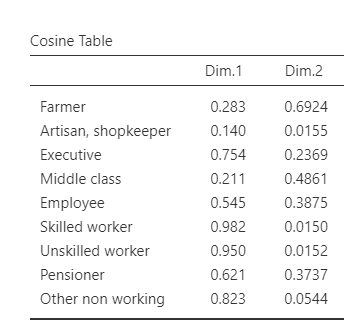 Cosine Table
Dim.1 Dim.2
Farmer 0.283 0.6924
Artisan, shopkeeper 0.140 0.0155
Executive 0.754 0.2369
Middle class 0.211 0.4861
Employee 0.545 0.3875
Skilled worker 0.982 0.0150
Unskilled worker 0.950 0.0152
Pensioner 0.621 0.3737
Other non working 0.823 0.0544